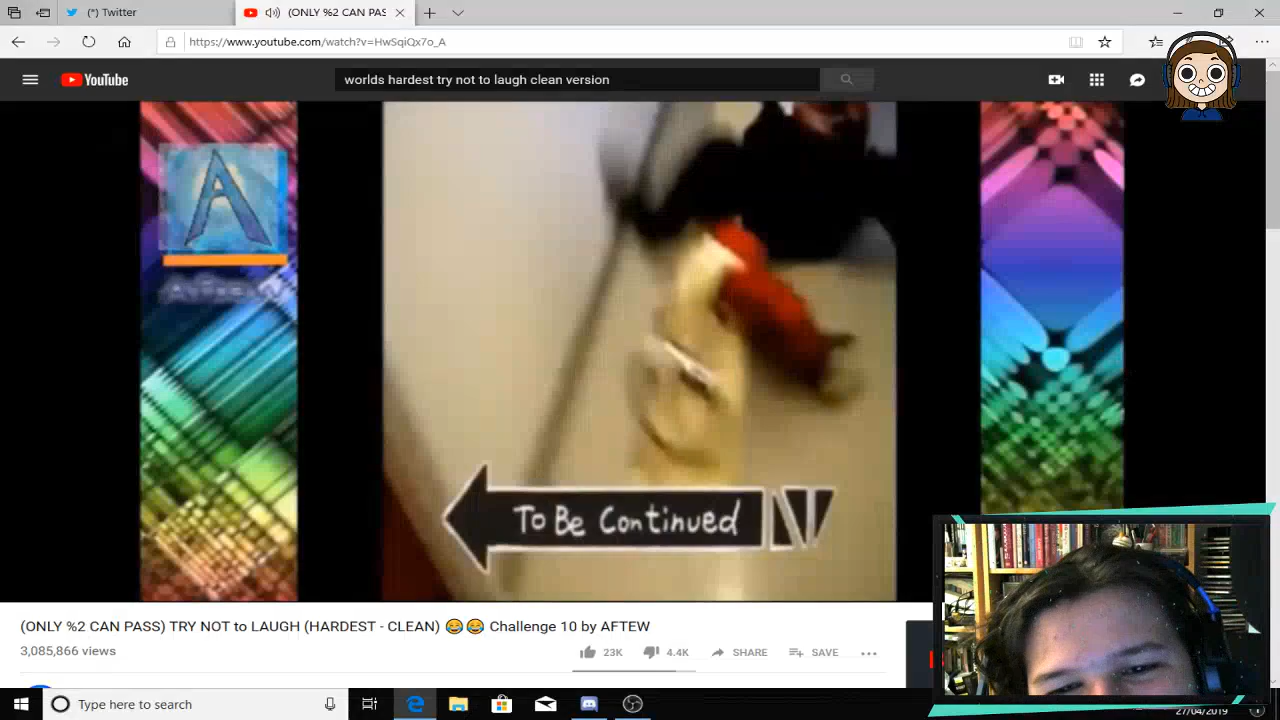 (*) Twitter
(ONLY %2 CAN PAS
https://www.youtube.com/watch?v=HwSqiQx7o_A
YouTube
worlds hardest try not to laugh clean version
To Be Continued
(ONLY %2 CAN PASS) TRY NOT to LAUGH (HARDEST - CLEAN) 😂😂 Challenge 10 by AFTEW
3,085,866 views
23K
4.4K
SHARE
SAVE
Type here to search
27/04/2019